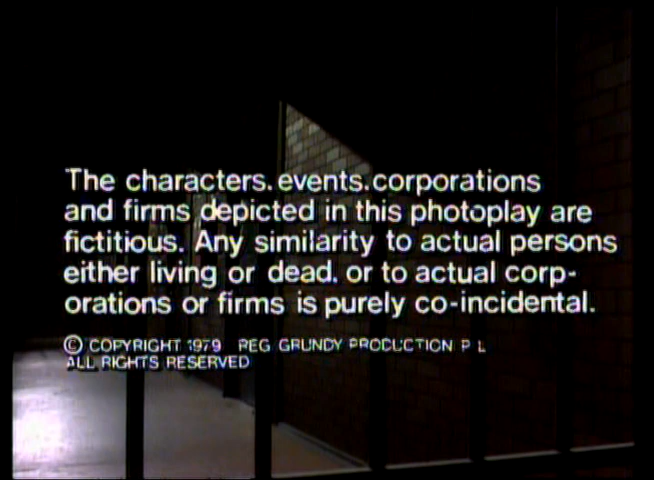 The characters, events, corporations
and firms depicted in this photoplay are
fictitious. Any similarity to actual persons
either living or dead, or to actual corp-
orations or firms is purely co-incidental.
© COPYRIGHT 1979 REG GRUNDY PRODUCTION P L
ALL RIGHTS RESERVED